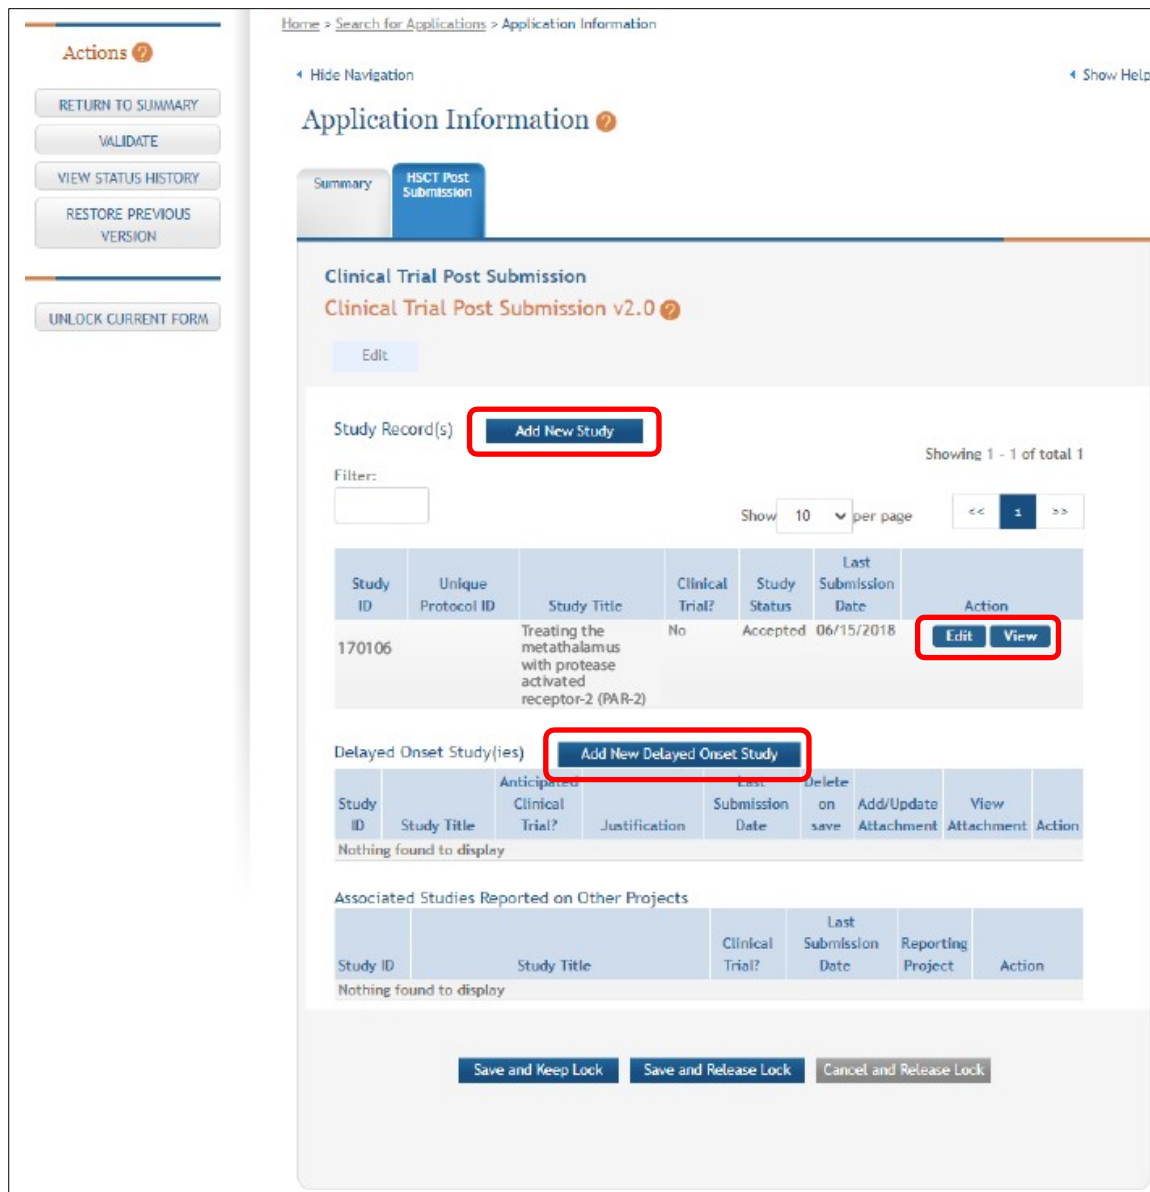 Home > Search for Applications > Application Information
Actions ?
RETURN TO SUMMARY
VALIDATE
VIEW STATUS HISTORY
RESTORE PREVIOUS
VERSION
UNLOCK CURRENT FORM
Hide Navigation
Show Help
Application Information ?
Summary
HSCT Post
Submission
Clinical Trial Post Submission
Clinical Trial Post Submission v2.0 ?
Edit
Study Record(s) Add New Study
Showing 1 - 1 of total 1
Filter:
Show 10 per page << 1 >>
Study ID Unique Protocol ID Study Title Clinical Trial? Study Status Last Submission Date Action
170106 Treating the metathalamus with protease activated receptor-2 (PAR-2) No Accepted 06/15/2018 Edit View
Delayed Onset Study(ies) Add New Delayed Onset Study
Study ID Study Title Anticipated Clinical Trial? Justification Last Submission Date Delete on save Add/Update Attachment View Attachment Action
Nothing found to display
Associated Studies Reported on Other Projects
Study ID Study Title Clinical Trial? Last Submission Date Reporting Project Action
Nothing found to display
Save and Keep Lock Save and Release Lock Cancel and Release Lock